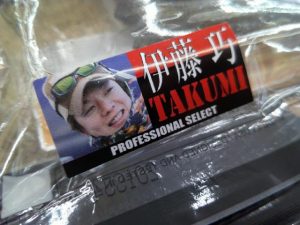 伊藤 巧
TAKUMI
PROFESSIONAL SELECT